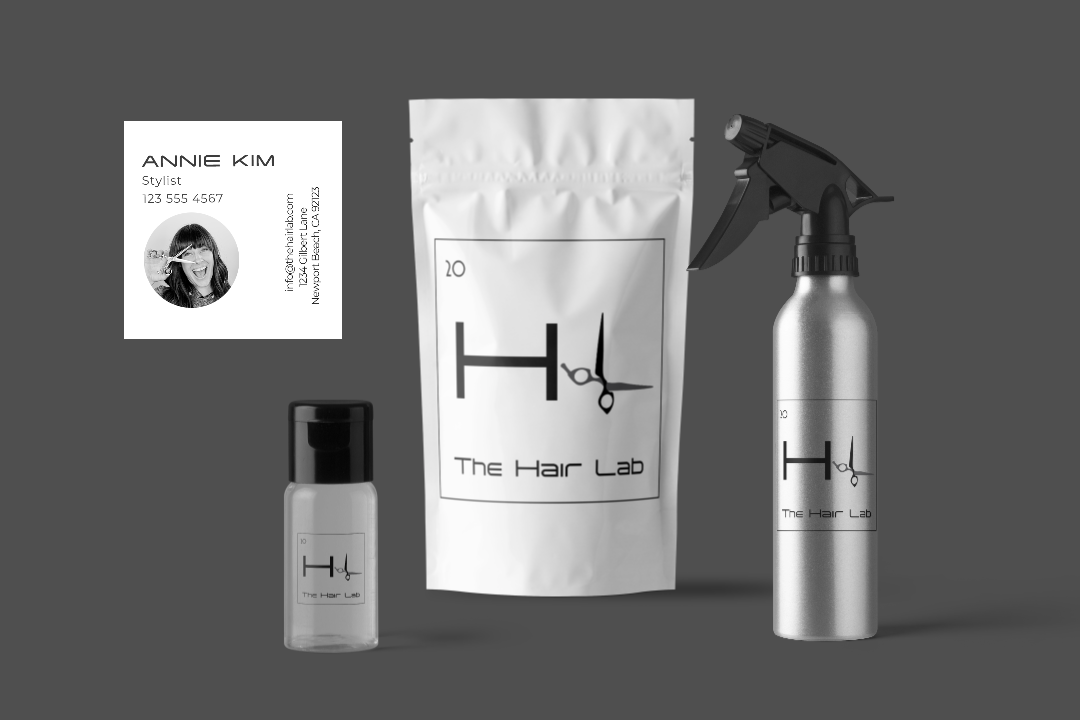 ANNIE KIM
Stylist
123 555 4567
info@thehairlab.com
1234 Gilbert Lane
Newport Beach, CA 92123
20
H
The Hair Lab
20
H
The Hair Lab
20
H
The Hair Lab